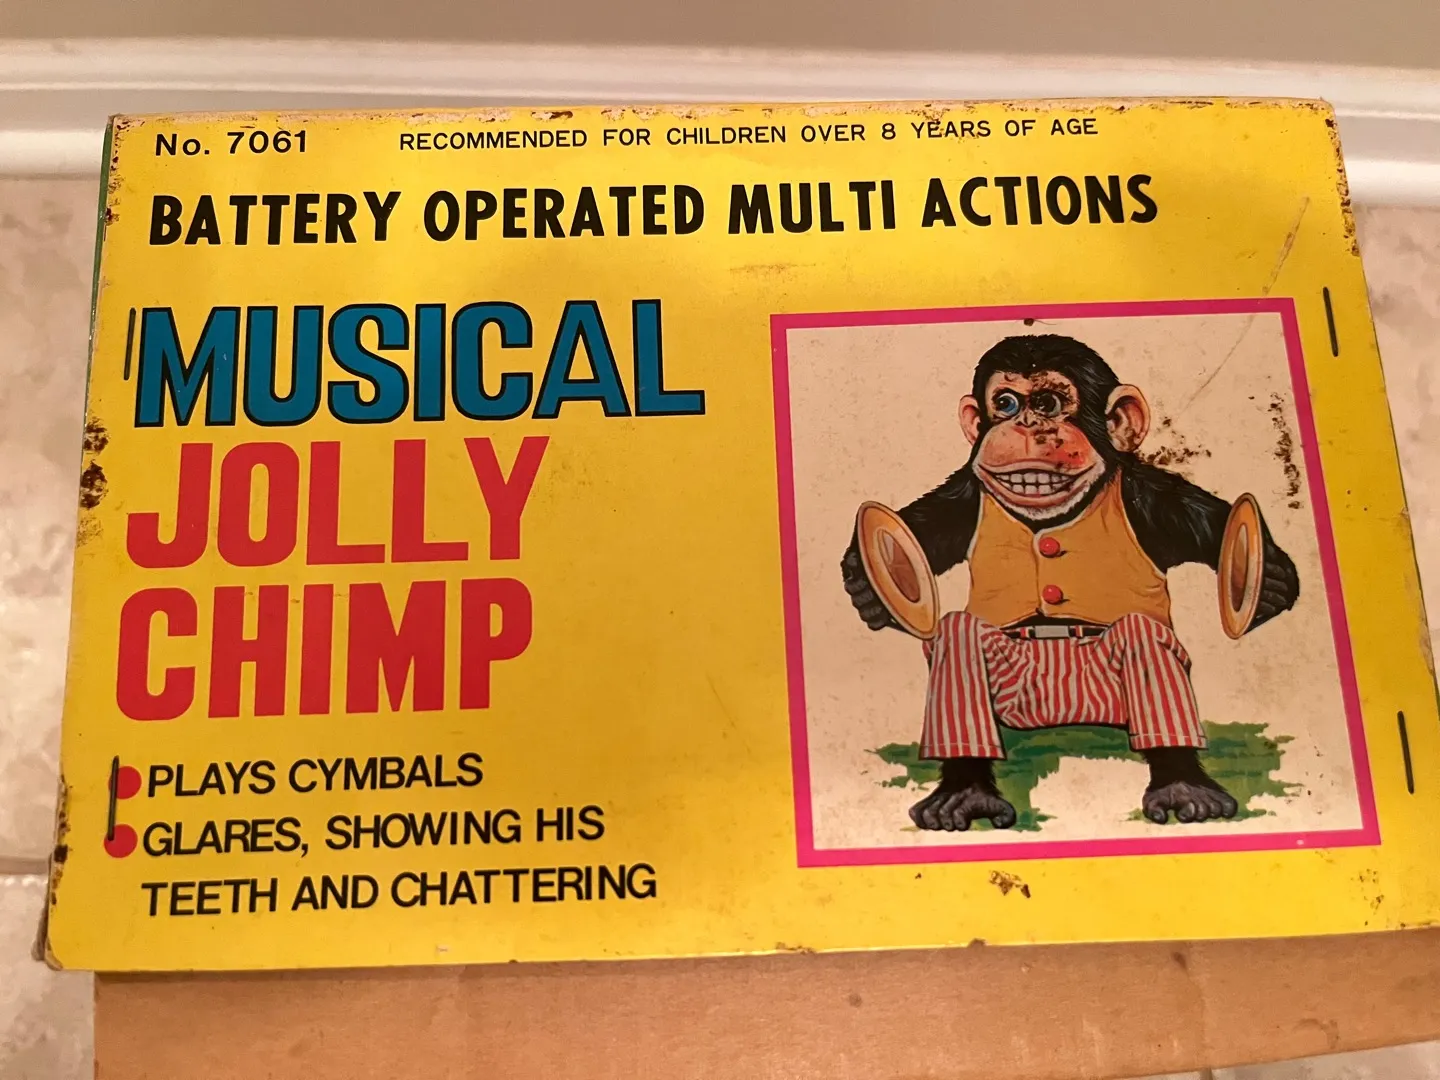 No. 7061 RECOMMENDED FOR CHILDREN OVER 8 YEARS OF AGE
BATTERY OPERATED MULTI ACTIONS
MUSICAL
JOLLY
CHIMP
● PLAYS CYMBALS
● GLARES, SHOWING HIS
TEETH AND CHATTERING